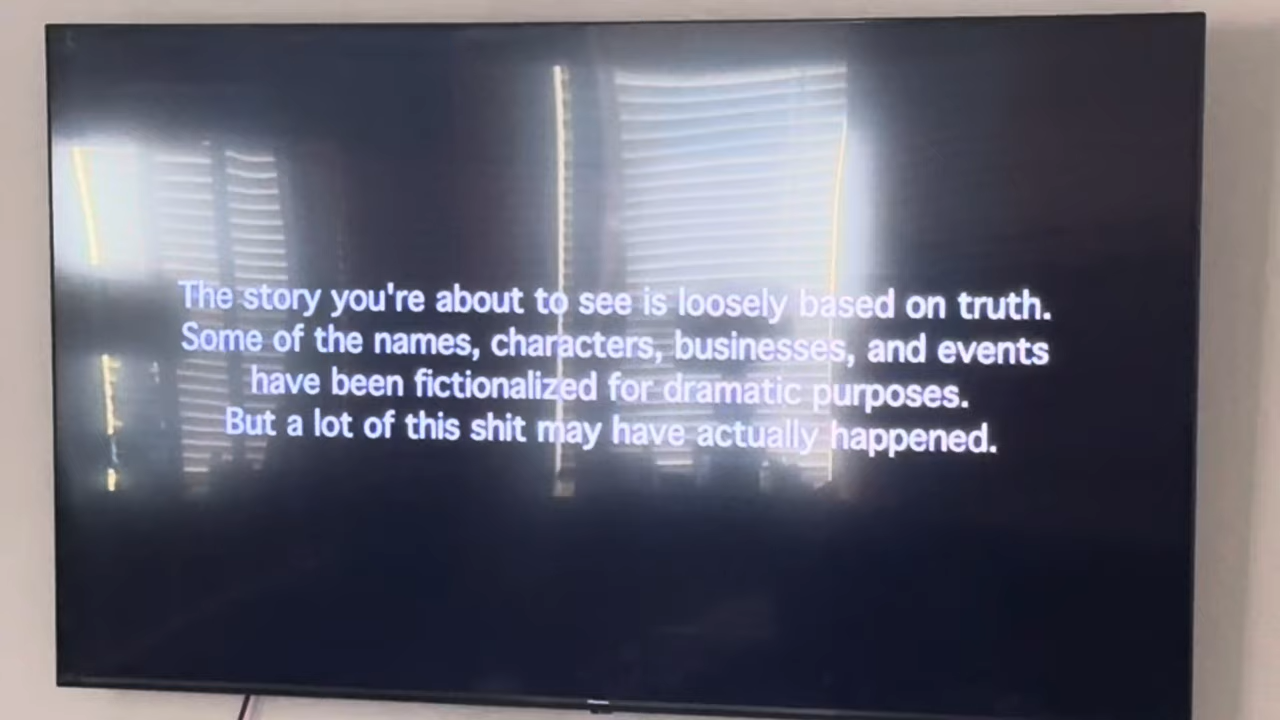 The story you're about to see is loosely based on truth.
Some of the names, characters, businesses, and events
have been fictionalized for dramatic purposes.
But a lot of this shit may have actually happened.